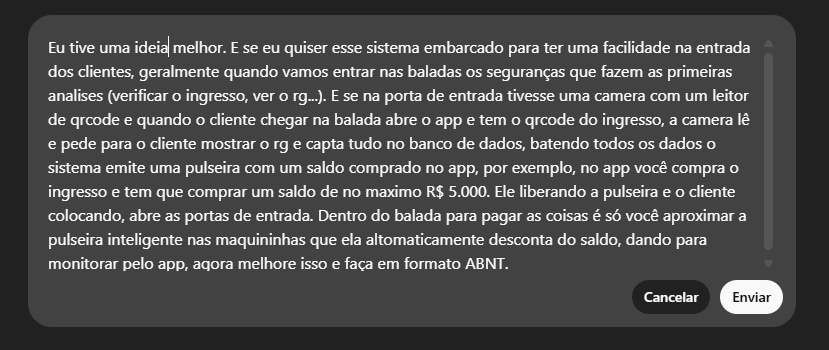 Eu tive uma ideia melhor. E se eu quiser esse sistema embarcado para ter uma facilidade na entrada
dos clientes, geralmente quando vamos entrar nas baladas os seguranças que fazem as primeiras
analises (verificar o ingresso, ver o rg...). E se na porta de entrada tivesse uma camera com um leitor
de qrcode e quando o cliente chegar na balada abre o app e tem o qrcode do ingresso, a camera lê
e pede para o cliente mostrar o rg e capta tudo no banco de dados, batendo todos os dados o
sistema emite uma pulseira com um saldo comprado no app, por exemplo, no app você compra o
ingresso e tem que comprar um saldo de no maximo R$ 5.000. Ele liberando a pulseira e o cliente
colocando, abre as portas de entrada. Dentro do balada para pagar as coisas é só você aproximar a
pulseira inteligente nas maquininhas que ela altomaticamente desconta do saldo, dando para
monitorar pelo app, agora melhore isso e faça em formato ABNT.
Cancelar
Enviar